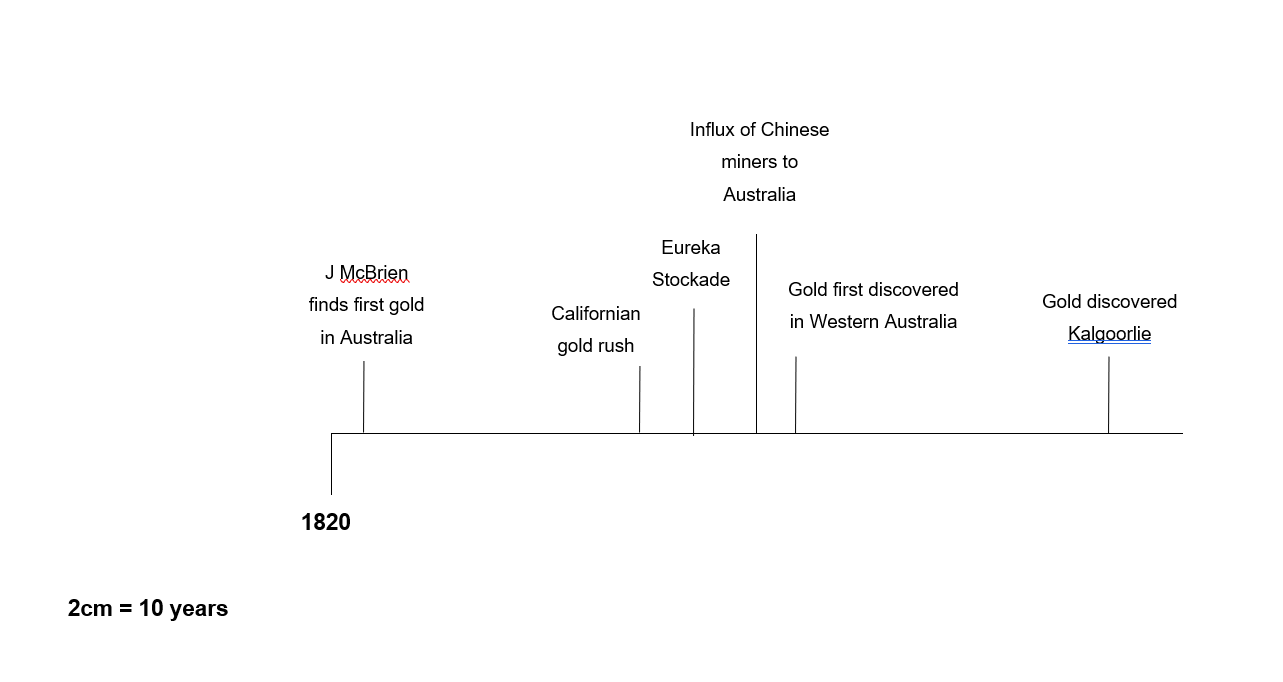 Influx of Chinese
miners to
Australia
Eureka
Stockade
J McBrien
finds first gold
in Australia
Californian
gold rush
Gold first discovered
in Western Australia
Gold discovered
Kalgoorlie
1820
2cm = 10 years